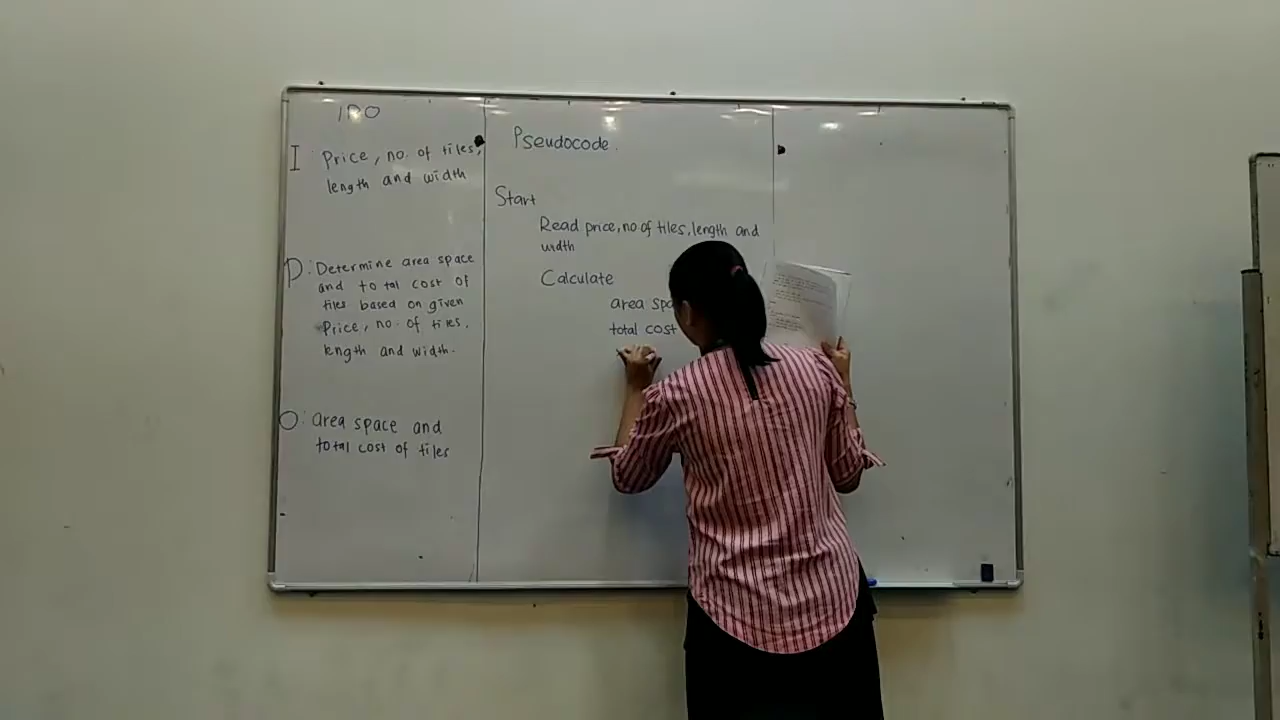 IPO
I Price, no. of tiles,
length and width
P: Determine area space
and total cost of
tiles based on given
Price, no. of tiles,
length and width.
O: area space and
total cost of tiles
Pseudocode.
Start
Read price, no of tiles, length and
width
Calculate
area
total cost